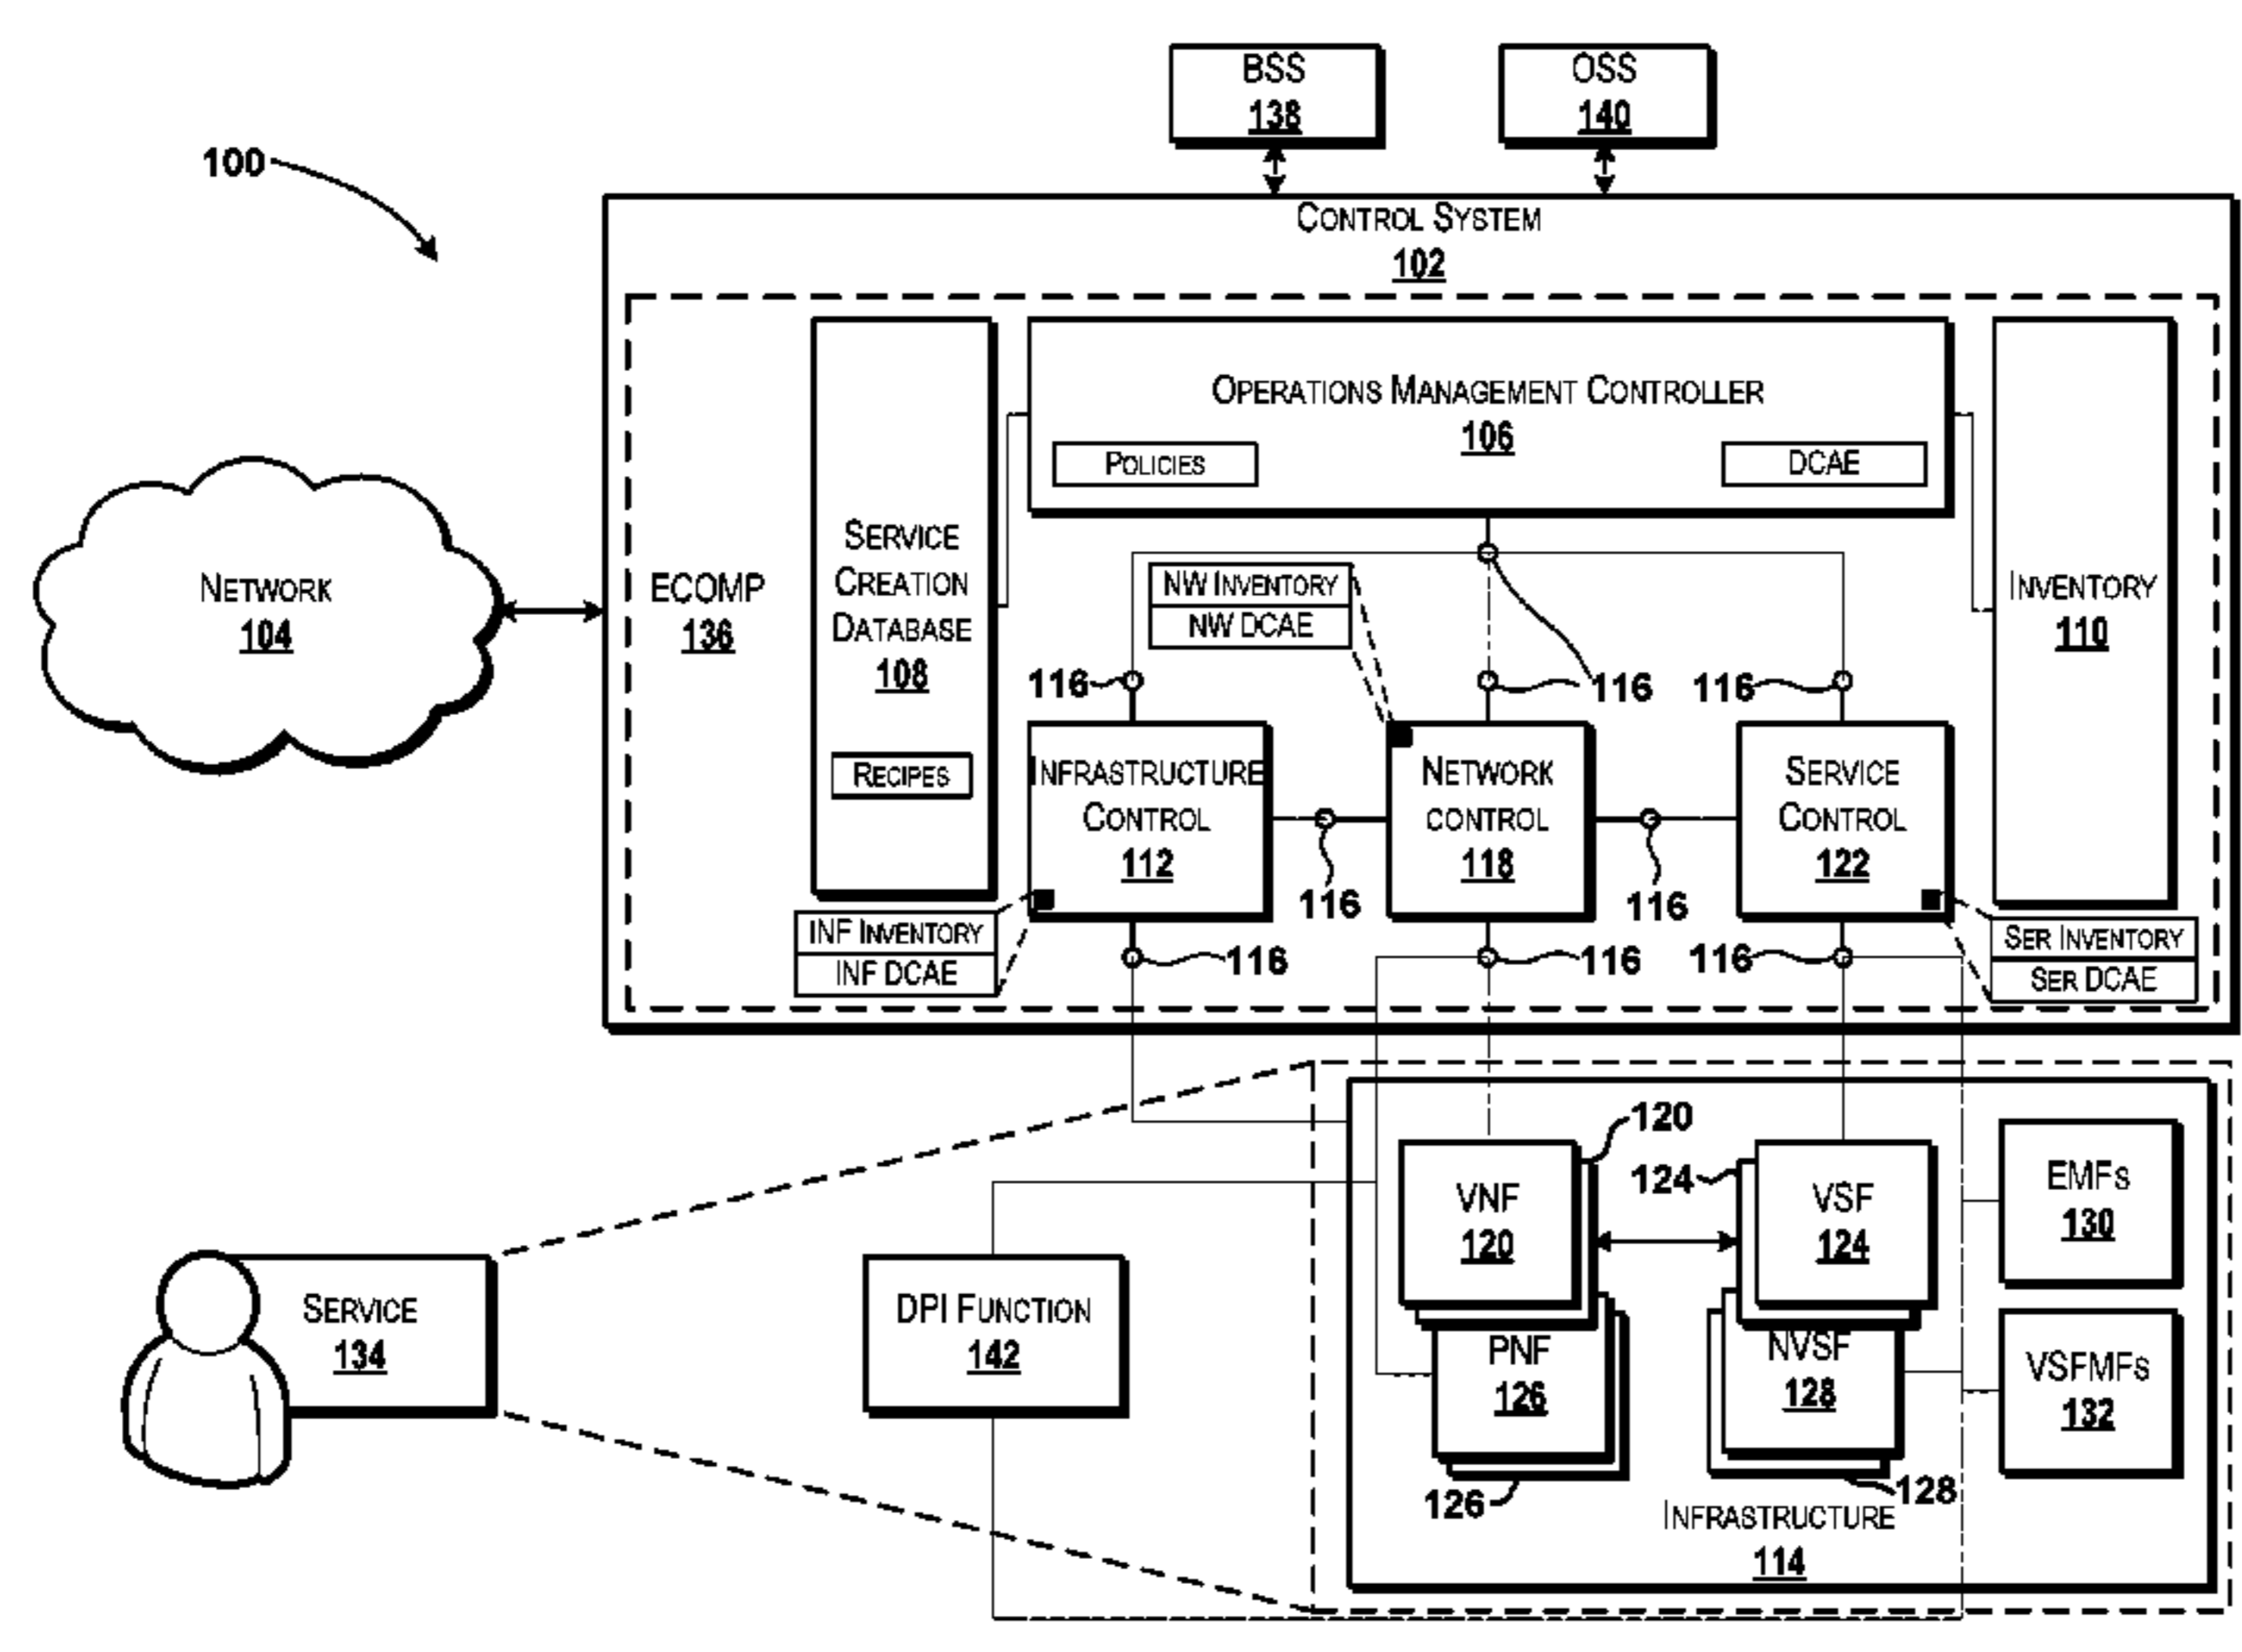 BSS
138
OSS
140
100
CONTROL SYSTEM
102
OPERATIONS MANAGEMENT CONTROLLER
106
POLICIES
DCAE
SERVICE
CREATION
DATABASE
108
RECIPES
ECOMP
136
NETWORK
104
INVENTORY
110
NW INVENTORY
NW DCAE
116
116
116
INFRASTRUCTURE
CONTROL
112
NETWORK
CONTROL
118
SERVICE
CONTROL
122
116
116
INF INVENTORY
INF DCAE
116
116
116
SER INVENTORY
SER DCAE
120
124
VNF
120
VSF
124
EMFS
130
SERVICE
134
DPI FUNCTION
142
PNF
126
NVSF
128
VSFMFS
132
126
128
INFRASTRUCTURE
114